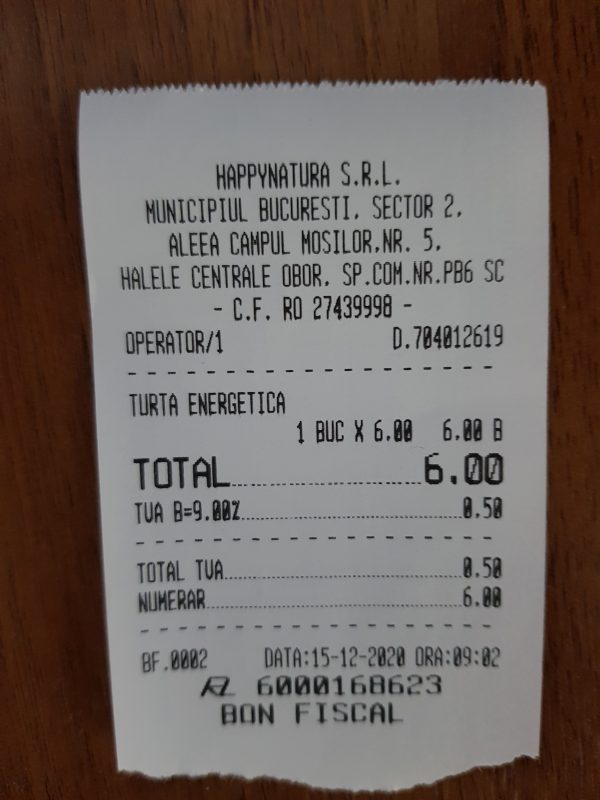 HAPPYNATURA S.R.L.
MUNICIPIUL BUCURESTI, SECTOR 2,
ALEEA CAMPUL MOSILOR,NR. 5,
HALELE CENTRALE OBOR, SP.COM.NR.PB6 SC
- C.F. RO 27439998 -
OPERATOR/1 D.704012619
TURTA ENERGETICA
1 BUC X 6.00 6.00 B
TOTAL 6.00
TVA B=9.00% 0.50
TOTAL TVA 0.50
NUMERAR 6.00
BF.0002 DATA:15-12-2020 ORA:09:02
6000168623
BON FISCAL